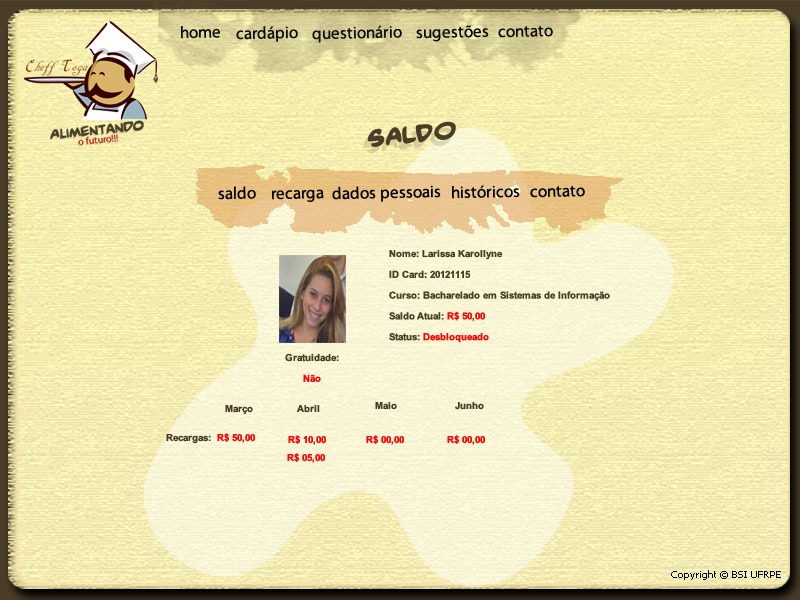 home cardápio questionário sugestões contato
Cheff Toga
ALIMENTANDO
o futuro!!!
SALDO
saldo recarga dados pessoais históricos contato
Nome: Larissa Karollyne
ID Card: 20121115
Curso: Bacharelado em Sistemas de Informação
Saldo Atual: R$ 50,00
Status: Desbloqueado
Gratuidade:
Não
Março Abril Maio Junho
Recargas: R$ 50,00 R$ 10,00 R$ 00,00 R$ 00,00
R$ 05,00
Copyright © BSI UFRPE